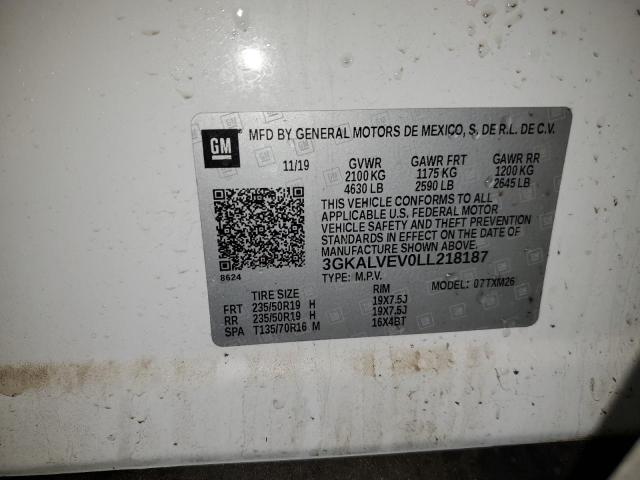 GM
MFD BY GENERAL MOTORS DE MEXICO, S. DE R.L. DE C.V.
11/19 GVWR GAWR FRT GAWR RR
2100 KG 1175 KG 1200 KG
4630 LB 2590 LB 2645 LB
THIS VEHICLE CONFORMS TO ALL
APPLICABLE U.S. FEDERAL MOTOR
VEHICLE SAFETY AND THEFT PREVENTION
STANDARDS IN EFFECT ON THE DATE OF
MANUFACTURE SHOWN ABOVE.
3GKALVEV0LL218187
8624
TYPE: M.P.V. MODEL: 07TXM26
TIRE SIZE RIM
FRT 235/50R19 H 19X7.5J
RR 235/50R19 H 19X7.5J
SPA T135/70R16 M 16X4BT